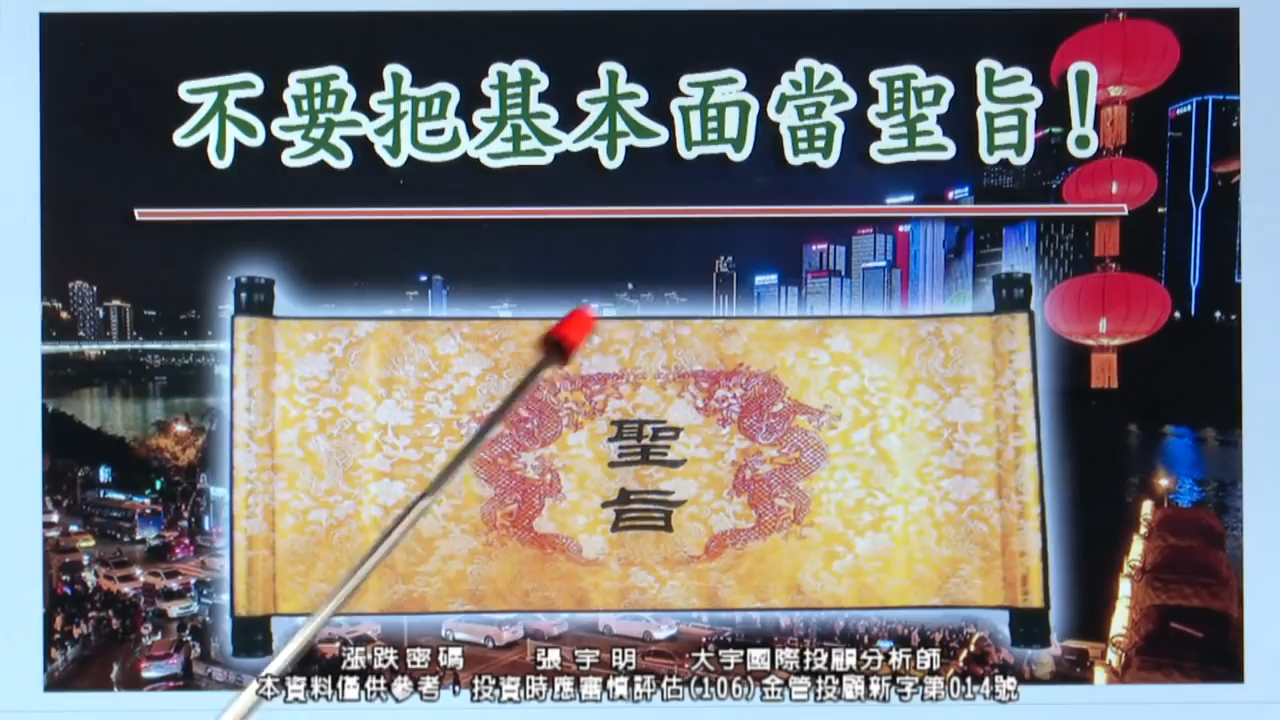 不要把基本面當聖旨!
聖
旨
漲跌密碼 張宇明 大宇國際投顧分析師
本資料僅供參考，投資時應審慎評估(106)金管投顧新字第014號